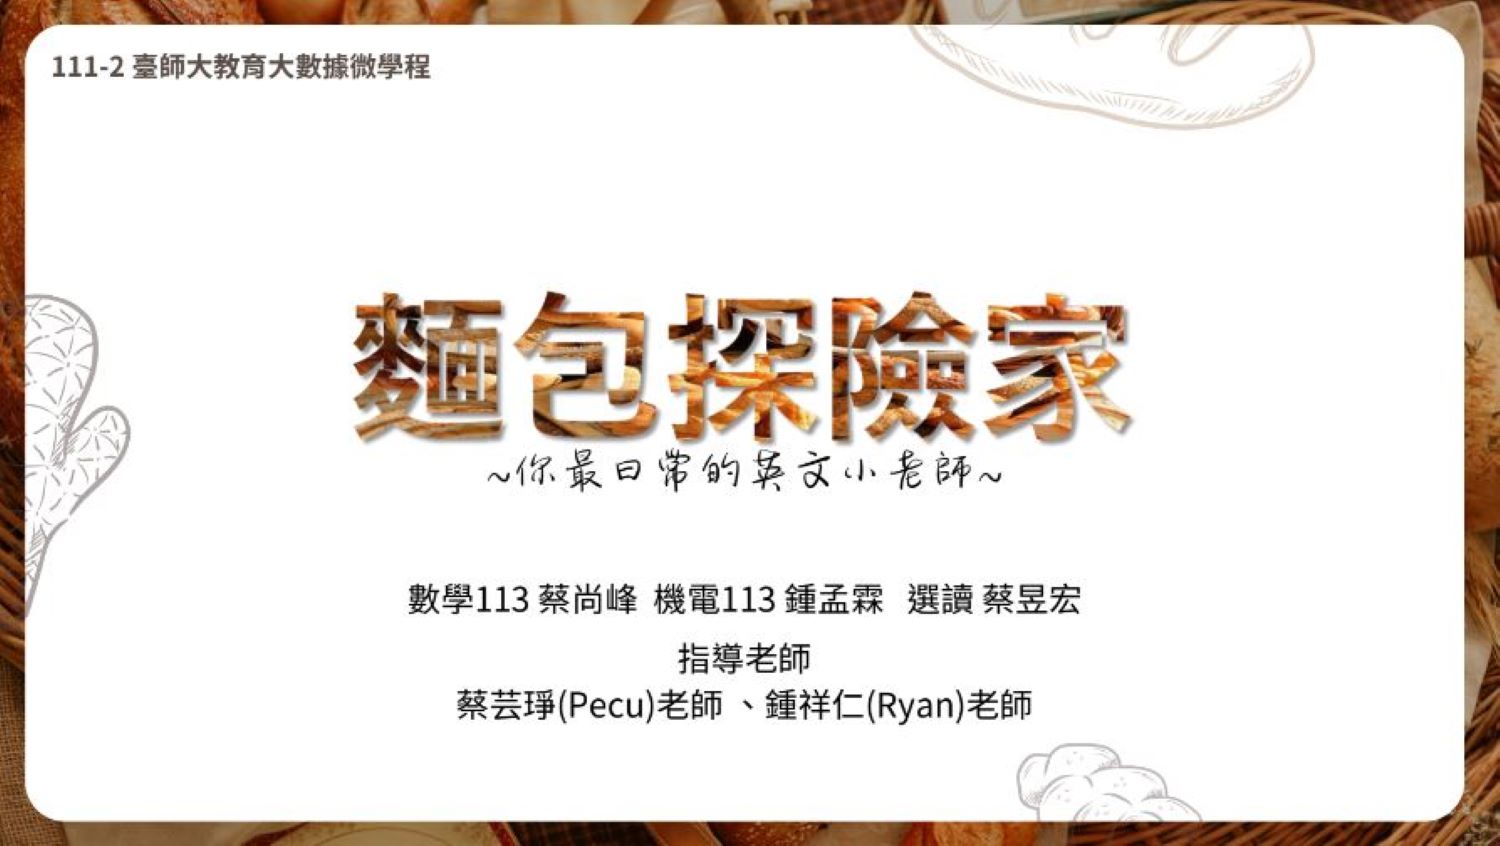 111-2 臺師大教育大數據微學程
麵包探險家
~你最日常的英文小老師~
數學113 蔡尚峰 機電113 鍾孟霖 選讀 蔡昱宏
指導老師
蔡芸琤(Pecu)老師、鍾祥仁(Ryan)老師